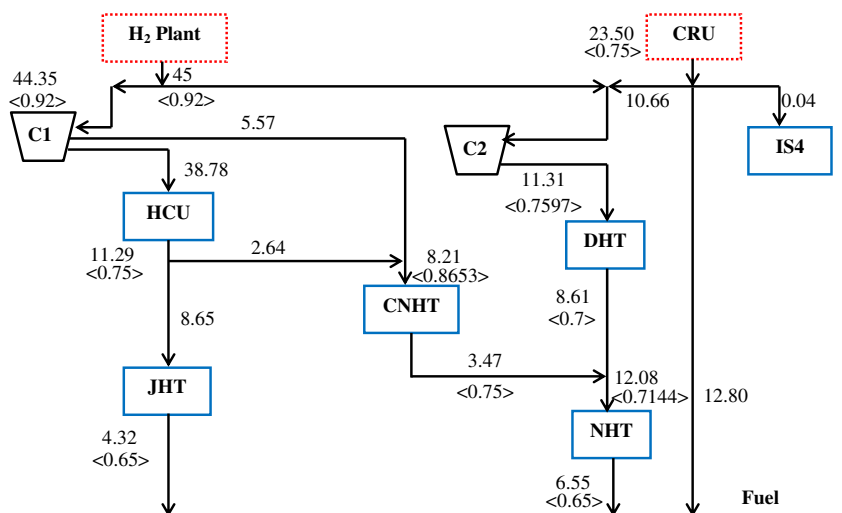 H₂ Plant
23.50
<0.75>
CRU
44.35
<0.92>
45
<0.92>
10.66
0.04
C1
5.57
C2
IS4
38.78
11.31
<0.7597>
HCU
DHT
11.29
<0.75>
2.64
8.21
<0.8653>
CNHT
8.61
<0.7>
8.65
3.47
<0.75>
JHT
12.08
<0.7144>
12.80
4.32
<0.65>
NHT
6.55
<0.65>
Fuel